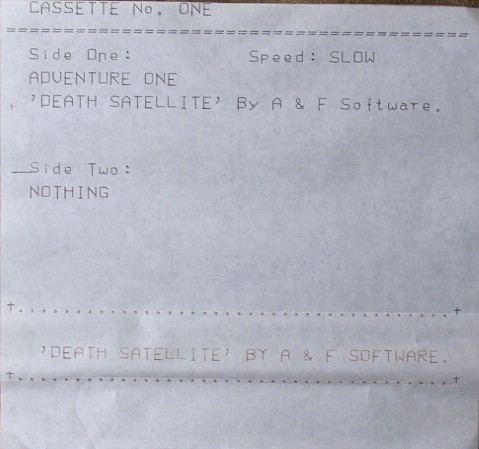 CASSETTE No. ONE
================================================
Side One: Speed: SLOW
ADVENTURE ONE
'DEATH SATELLITE' By A & F Software.
Side Two:
NOTHING
+..............................................+
'DEATH SATELLITE' BY A & F SOFTWARE.
+..............................................+